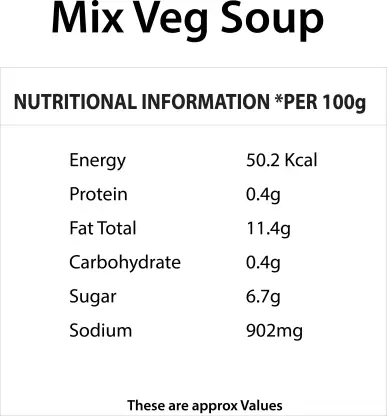 Mix Veg Soup
NUTRITIONAL INFORMATION *PER 100g
Energy 50.2 Kcal
Protein 0.4g
Fat Total 11.4g
Carbohydrate 0.4g
Sugar 6.7g
Sodium 902mg
These are approx Values